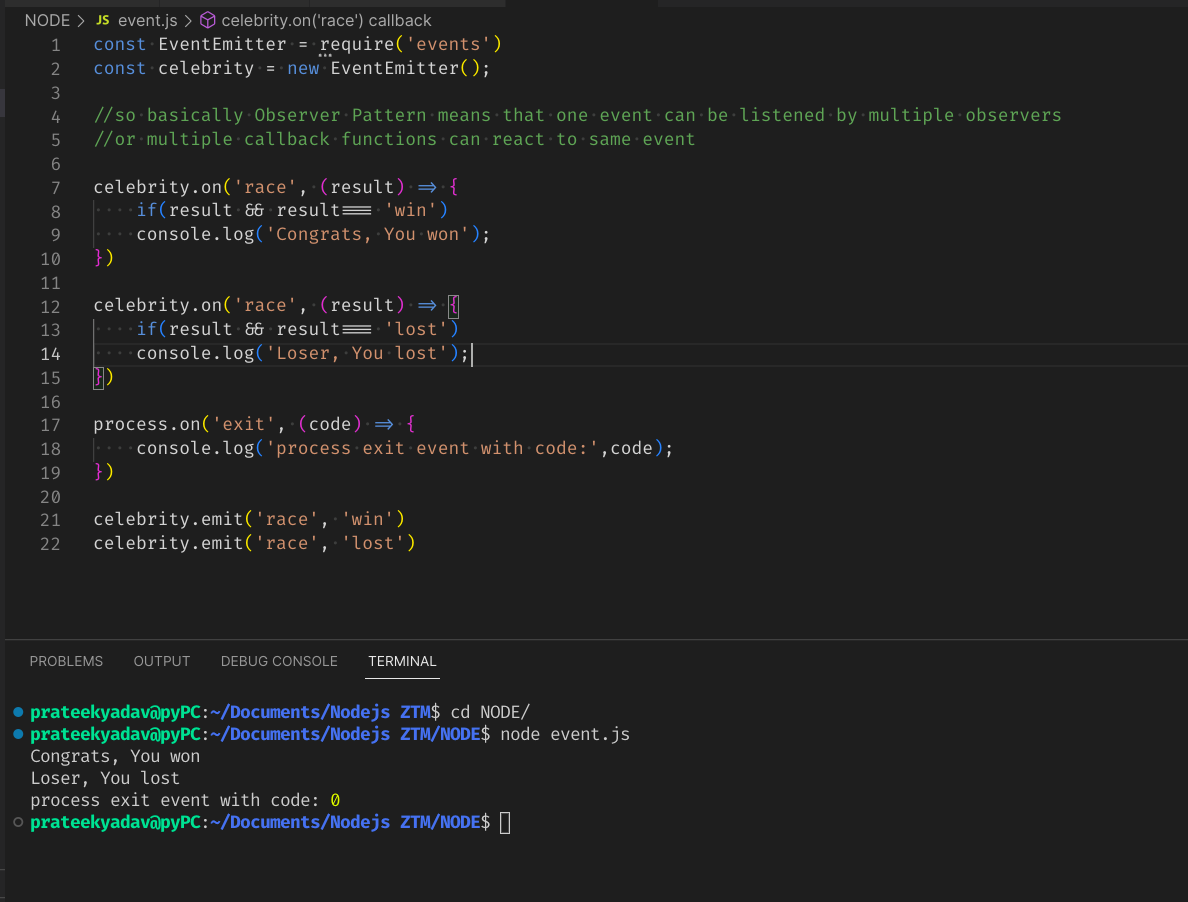 NODE > JS event.js > celebrity.on('race') callback
1 const EventEmitter = require('events')
2 const celebrity = new EventEmitter();
3
4 //so basically Observer Pattern means that one event can be listened by multiple observers
5 //or multiple callback functions can react to same event
6
7 celebrity.on('race', (result) => {
8     if(result && result=== 'win')
9     console.log('Congrats, You won');
10 })
11
12 celebrity.on('race', (result) => {
13     if(result && result=== 'lost')
14     console.log('Loser, You lost');
15 })
16
17 process.on('exit', (code) => {
18     console.log('process exit event with code:',code);
19 })
20
21 celebrity.emit('race', 'win')
22 celebrity.emit('race', 'lost')
PROBLEMS OUTPUT DEBUG CONSOLE TERMINAL
prateekyadav@pyPC:~/Documents/Nodejs ZTM$ cd NODE/
prateekyadav@pyPC:~/Documents/Nodejs ZTM/NODE$ node event.js
Congrats, You won
Loser, You lost
process exit event with code: 0
prateekyadav@pyPC:~/Documents/Nodejs ZTM/NODE$